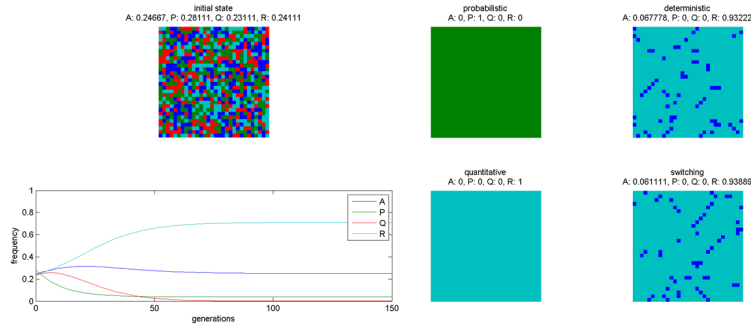 initial state
A: 0.24667, P: 0.28111, Q: 0.23111, R: 0.24111
probabilistic
A: 0, P: 1, Q: 0, R: 0
deterministic
A: 0.067778, P: 0, Q: 0, R: 0.93222
quantitative
A: 0, P: 0, Q: 0, R: 1
switching
A: 0.061111, P: 0, Q: 0, R: 0.93889
frequency
1
0.8
0.6
0.4
0.2
0
0
50
100
150
generations
A
P
Q
R